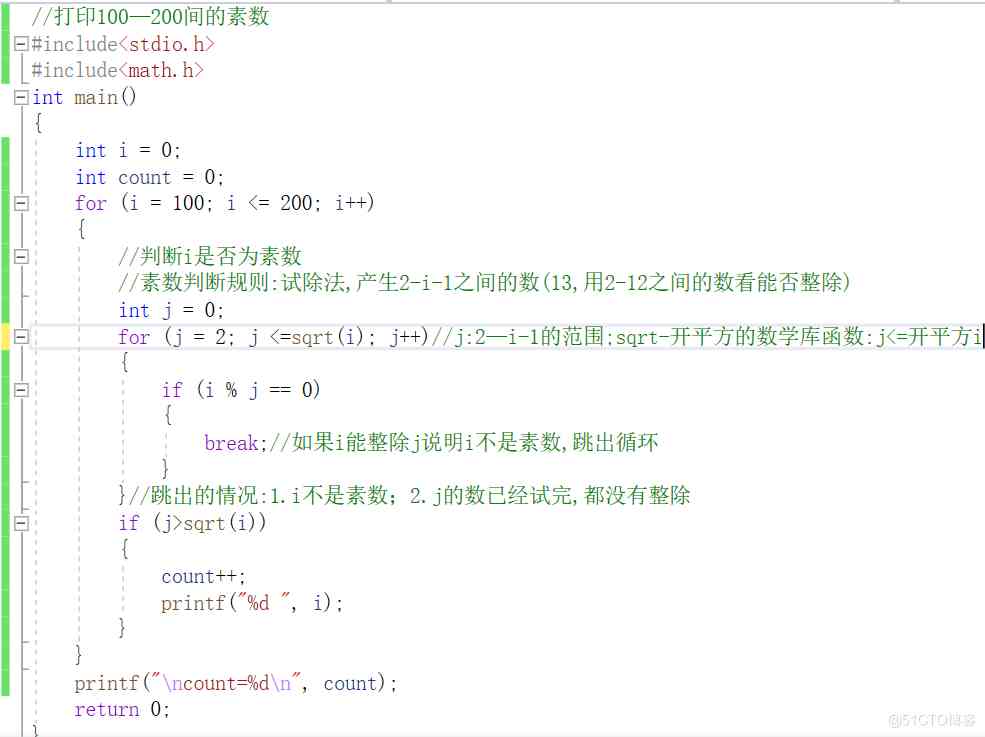 //打印100—200间的素数
#include<stdio.h>
#include<math.h>
int main()
{
int i = 0;
int count = 0;
for (i = 100; i <= 200; i++)
{
//判断i是否为素数
//素数判断规则:试除法,产生2-i-1之间的数(13,用2-12之间的数看能否整除)
int j = 0;
for (j = 2; j <=sqrt(i); j++)//j:2—i-1的范围;sqrt-开平方的数学库函数:j<=开平方i
{
if (i % j == 0)
{
break;//如果i能整除j说明i不是素数,跳出循环
}
}//跳出的情况:1.i不是素数；2.j的数已经试完,都没有整除
if (j>sqrt(i))
{
count++;
printf("%d ", i);
}
}
printf("\ncount=%d\n", count);
return 0;
}
@51CTO博客